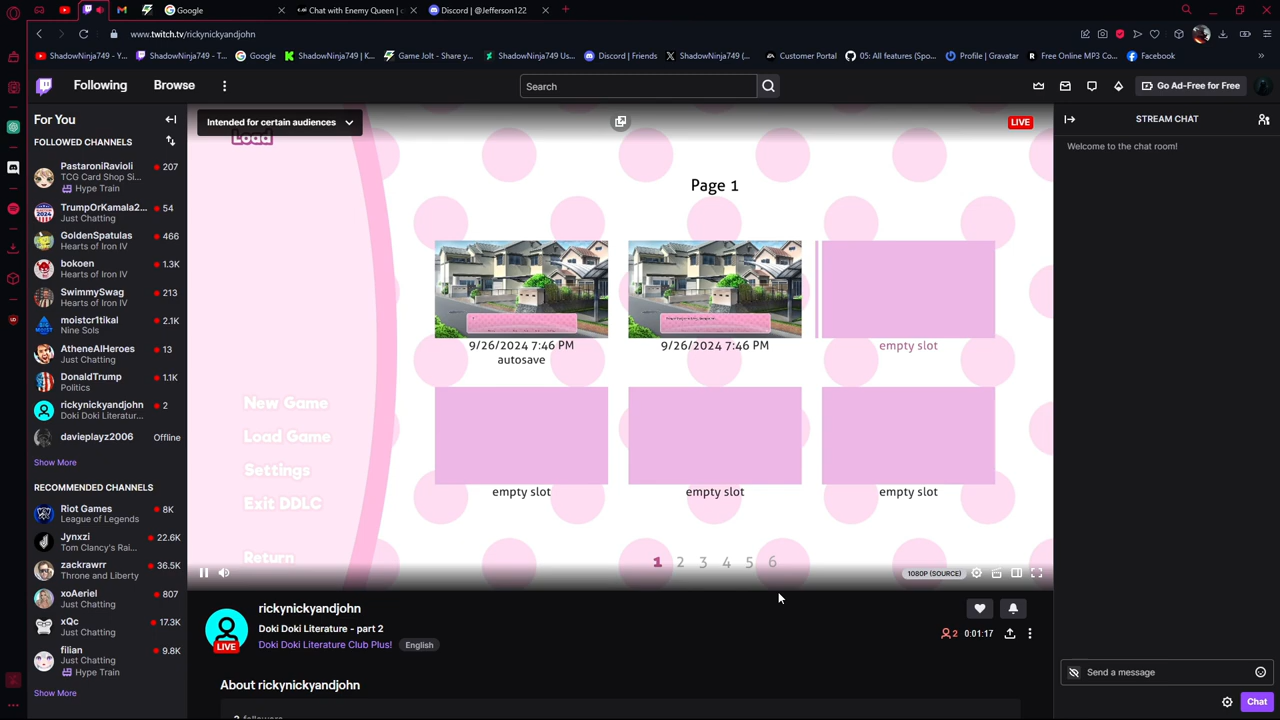 Google
Chat with Enemy Queen | c
Discord | @Jefferson122
www.twitch.tv/rickynickyandjohn
ShadowNinja749 - Y...
ShadowNinja749 - T...
Google
ShadowNinja749 | K...
Game Jolt - Share y...
ShadowNinja749 Us...
Discord | Friends
ShadowNinja749 (...
Customer Portal
05: All features (Spo...
Profile | Gravatar
Free Online MP3 Co...
Facebook
Following
Browse
Search
Go Ad-Free for Free
For You
FOLLOWED CHANNELS
PastaroniRavioli 207
TCG Card Shop Si...
Hype Train
TrumpOrKamala2... 54
Just Chatting
GoldenSpatulas 466
Hearts of Iron IV
bokoen 1.3K
Hearts of Iron IV
SwimmySwag 213
Hearts of Iron IV
moistcr1tikal 2.1K
Nine Sols
AtheneAIHeroes 13
Just Chatting
DonaldTrump 1.1K
Politics
rickynickyandjohn 2
Doki Doki Literatur...
davieplayz2006 Offline
Show More
RECOMMENDED CHANNELS
Riot Games 8K
League of Legends
Jynxzi 22.6K
Tom Clancy's Rai...
zackrawrr 36.5K
Throne and Liberty
xoAeriel 807
Just Chatting
xQc 17.3K
Just Chatting
filian 9.8K
Just Chatting
Hype Train
Show More
Intended for certain audiences
LIVE
Load
Page 1
9/26/2024 7:46 PM
autosave
9/26/2024 7:46 PM
empty slot
empty slot
empty slot
empty slot
New Game
Load Game
Settings
Exit DDLC
Return
1 2 3 4 5 6
1080P (SOURCE)
LIVE
rickynickyandjohn
Doki Doki Literature - part 2
Doki Doki Literature Club Plus! English
2 0:01:17
About rickynickyandjohn
STREAM CHAT
Welcome to the chat room!
Send a message
Chat